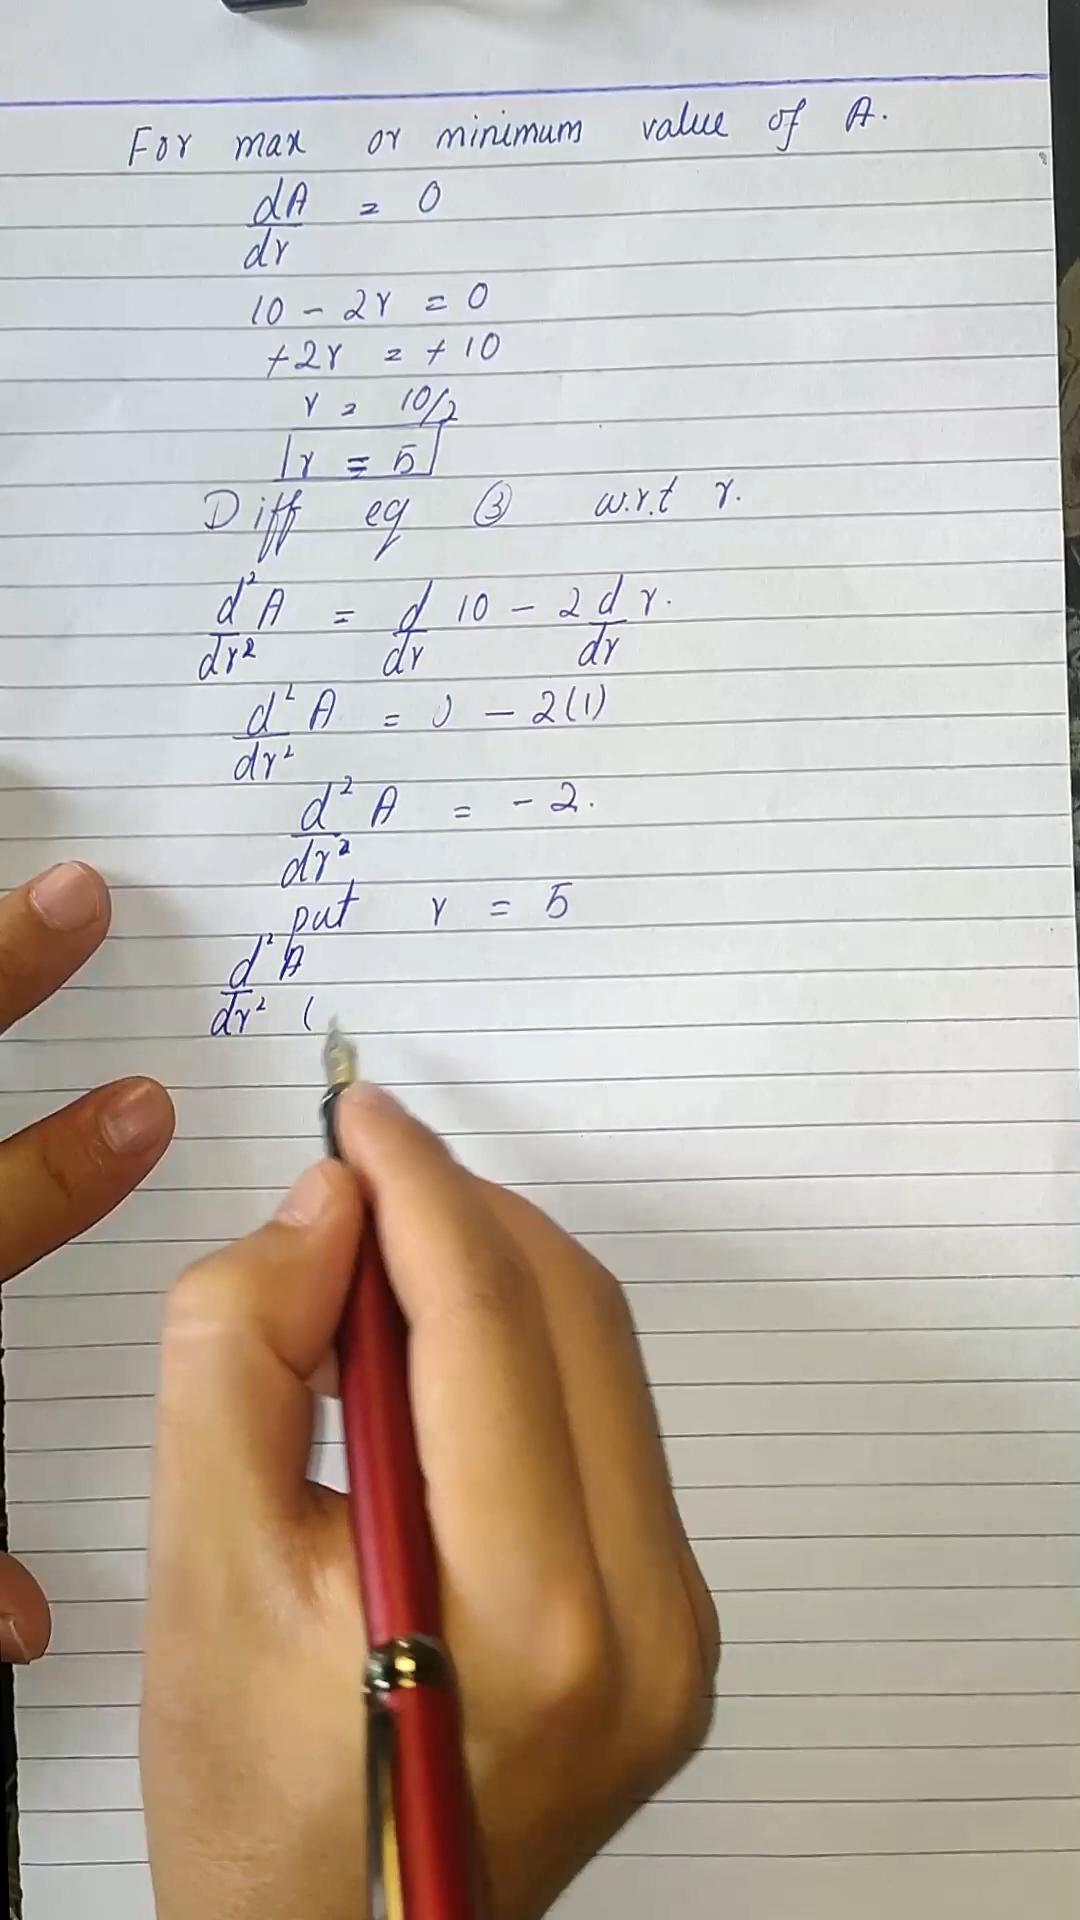 For max or minimum value of A.
dA/dr = 0
10 - 2r = 0
+2r = +10
r = 10/2
r = 5
Diff eq ③ w.r.t r.
d²A/dr² = d/dr 10 - 2 d/dr r.
d²A/dr² = 0 - 2(1)
d²A/dr² = -2.
put r = 5
d²A/dr² (